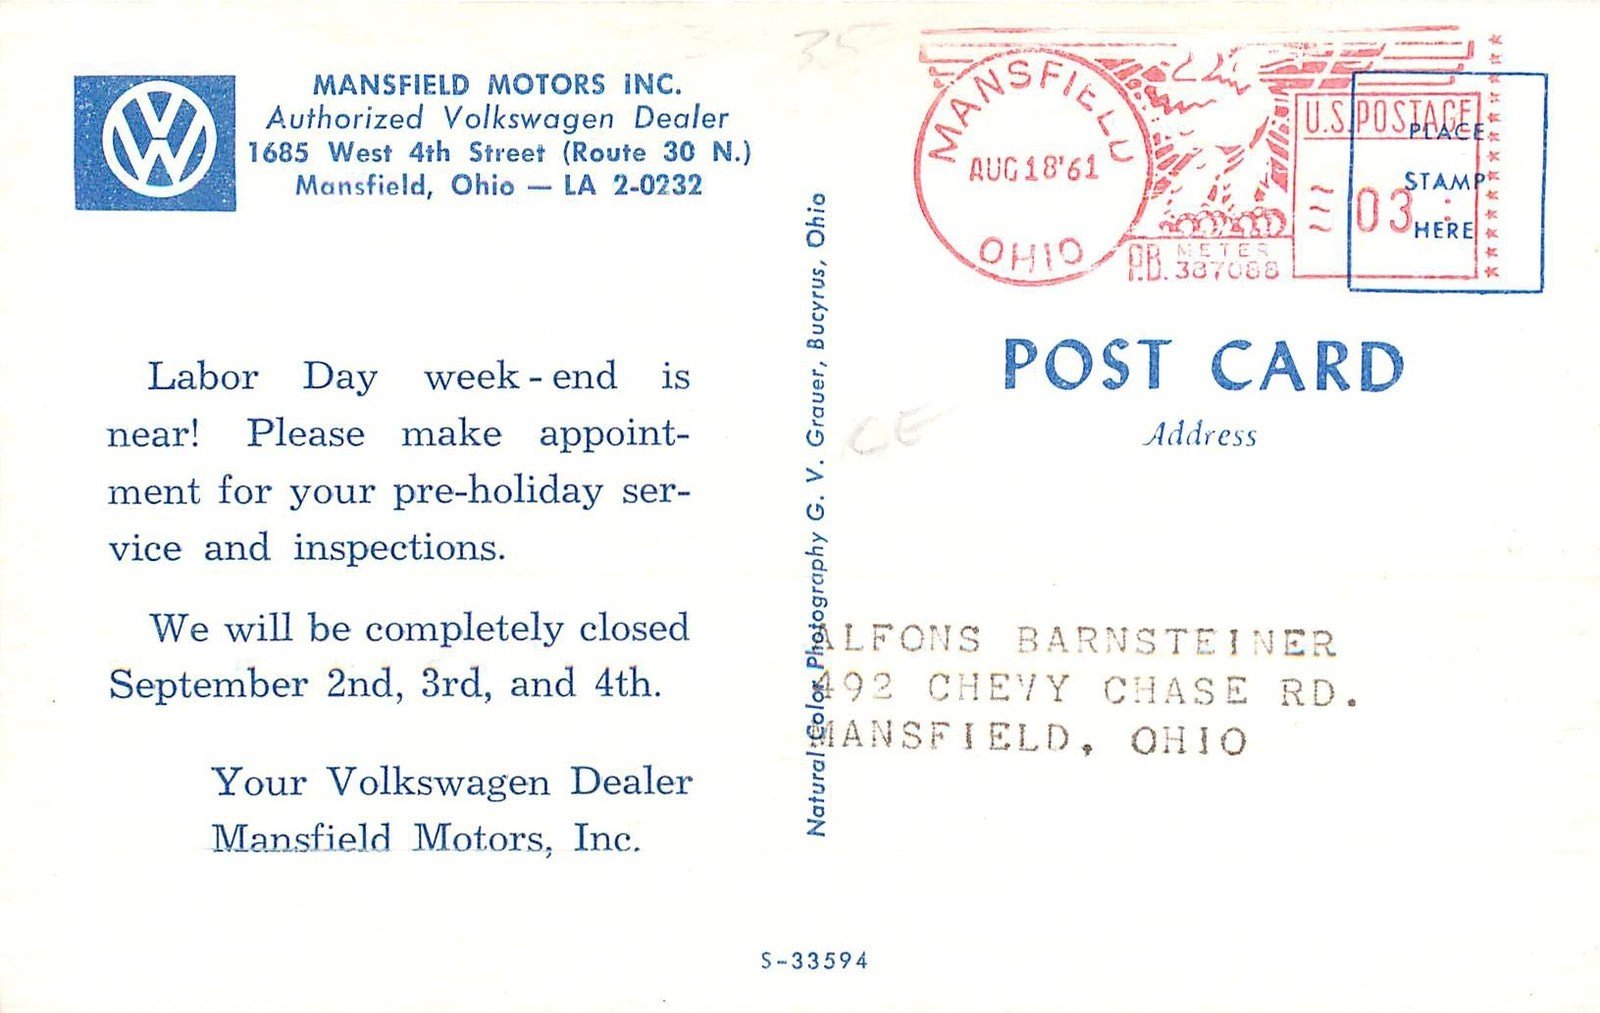 MANSFIELD MOTORS INC.
Authorized Volkswagen Dealer
1685 West 4th Street (Route 30 N.)
Mansfield, Ohio — LA 2-0232
Labor Day week-end is
near! Please make appoint-
ment for your pre-holiday ser-
vice and inspections.
We will be completely closed
September 2nd, 3rd, and 4th.
Your Volkswagen Dealer
Mansfield Motors, Inc.
Natural Color Photography G. V. Grauer, Bucyrus, Ohio
S-33594
35
MANSFIELD
AUG 18 '61
OHIO
P.B. METER
387088
U.S. POSTAGE
03
PLACE
STAMP
HERE
POST CARD
Address
CE
ALFONS BARNSTEINER
492 CHEVY CHASE RD.
MANSFIELD, OHIO